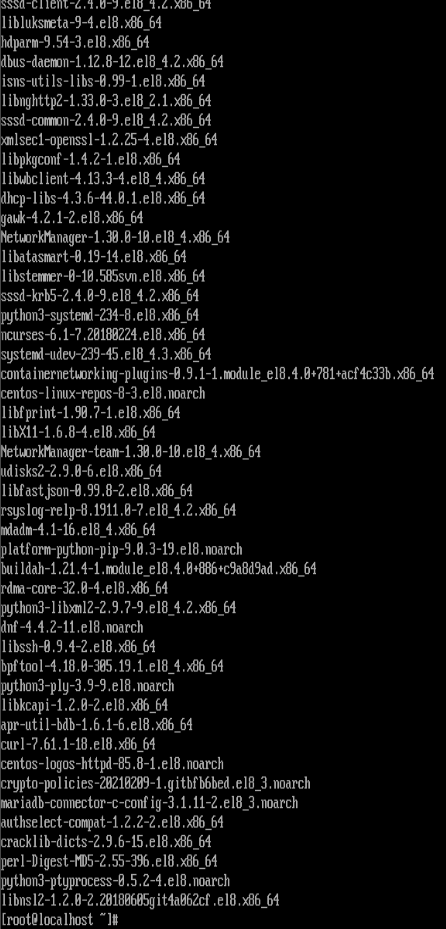 sssd-client-2.4.0-9.el8_4.2.x86_64
libluksmeta-9-4.el8.x86_64
hdparm-9.54-3.el8.x86_64
dbus-daemon-1.12.8-12.el8_4.2.x86_64
isns-utils-libs-0.99-1.el8.x86_64
libnghttp2-1.33.0-3.el8_2.1.x86_64
sssd-common-2.4.0-9.el8_4.2.x86_64
xmlsec1-openssl-1.2.25-4.el8.x86_64
libpkgconf-1.4.2-1.el8.x86_64
libwbclient-4.13.3-4.el8_4.x86_64
dhcp-libs-4.3.6-44.0.1.el8.x86_64
gawk-4.2.1-2.el8.x86_64
NetworkManager-1.30.0-10.el8_4.x86_64
libatasmart-0.19-14.el8.x86_64
libstemmer-0-10.585svn.el8.x86_64
sssd-krb5-2.4.0-9.el8_4.2.x86_64
python3-systemd-234-8.el8.x86_64
ncurses-6.1-7.20180224.el8.x86_64
systemd-udev-239-45.el8_4.3.x86_64
containernetworking-plugins-0.9.1-1.module_el8.4.0+781+acf4c33b.x86_64
centos-linux-repos-8-3.el8.noarch
libfprint-1.90.7-1.el8.x86_64
libX11-1.6.8-4.el8.x86_64
NetworkManager-team-1.30.0-10.el8_4.x86_64
udisks2-2.9.0-6.el8.x86_64
libfastjson-0.99.8-2.el8.x86_64
rsyslog-relp-8.1911.0-7.el8_4.2.x86_64
mdadm-4.1-16.el8_4.x86_64
platform-python-pip-9.0.3-19.el8.noarch
buildah-1.21.4-1.module_el8.4.0+886+c9a8d9ad.x86_64
rdma-core-32.0-4.el8.x86_64
python3-libxml2-2.9.7-9.el8_4.2.x86_64
dnf-4.4.2-11.el8.noarch
libssh-0.9.4-2.el8.x86_64
bpftool-4.18.0-305.19.1.el8_4.x86_64
python3-ply-3.9-9.el8.noarch
libkcapi-1.2.0-2.el8.x86_64
apr-util-bdb-1.6.1-6.el8.x86_64
curl-7.61.1-18.el8.x86_64
centos-logos-httpd-85.8-1.el8.noarch
crypto-policies-20210209-1.gitbfb6bed.el8_3.noarch
mariadb-connector-c-config-3.1.11-2.el8_3.noarch
authselect-compat-1.2.2-2.el8.x86_64
cracklib-dicts-2.9.6-15.el8.x86_64
perl-Digest-MD5-2.55-396.el8.x86_64
python3-ptyprocess-0.5.2-4.el8.noarch
libnsl2-1.2.0-2.20180605git4a062cf.el8.x86_64
[root@localhost ~]#